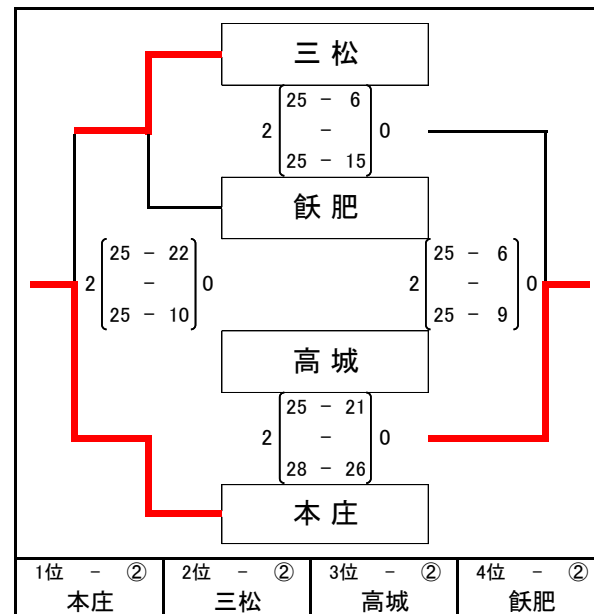 三松
25 - 6
2 - 0
25 - 15
飫肥
25 - 22
2 - 0
25 - 10
25 - 6
2 - 0
25 - 9
高城
25 - 21
2 - 0
28 - 26
本庄
1位 - ② 2位 - ② 3位 - ② 4位 - ②
本庄 三松 高城 飫肥